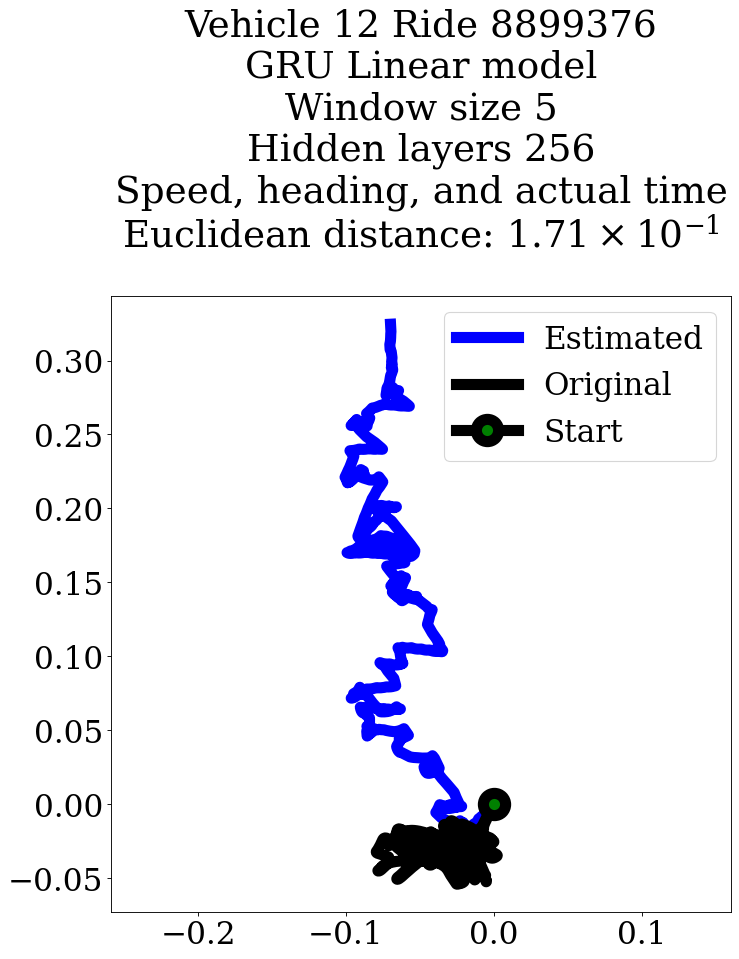 Vehicle 12 Ride 8899376
GRU Linear model
Window size 5
Hidden layers 256
Speed, heading, and actual time
Euclidean distance: 1.71 × 10⁻¹
Estimated
Original
Start
0.30
0.25
0.20
0.15
0.10
0.05
0.00
−0.05
−0.2
−0.1
0.0
0.1